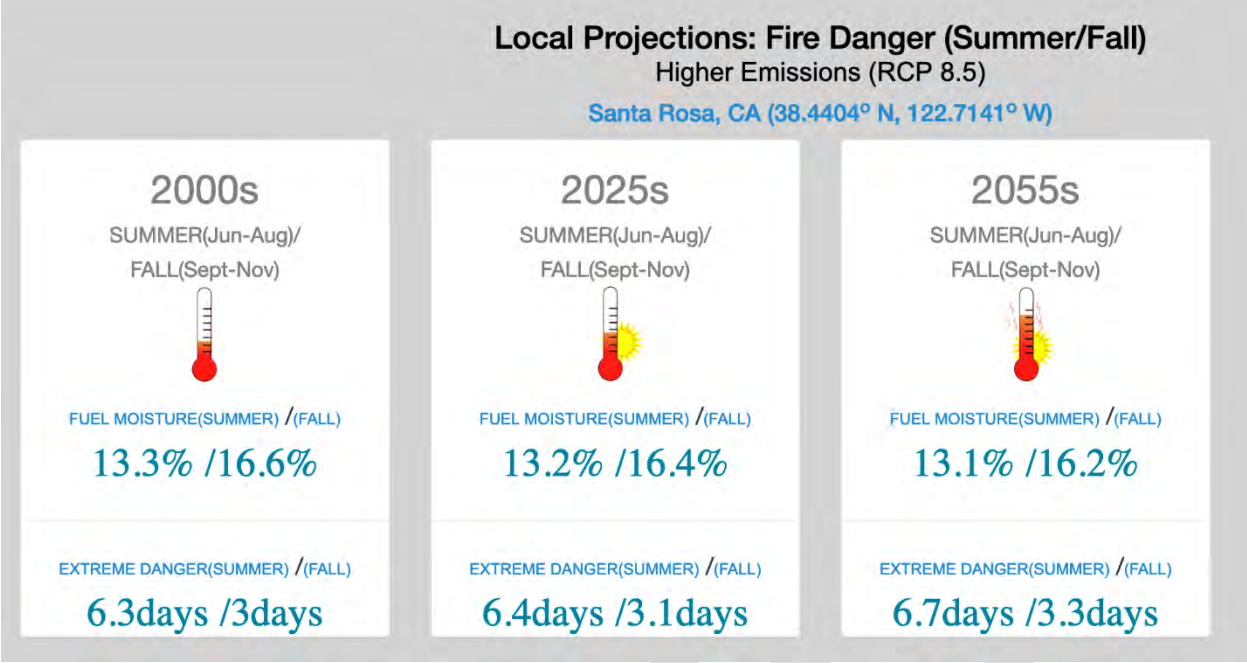 Local Projections: Fire Danger (Summer/Fall)
Higher Emissions (RCP 8.5)
Santa Rosa, CA (38.4404º N, 122.7141º W)
2000s
SUMMER(Jun-Aug)/
FALL(Sept-Nov)
FUEL MOISTURE(SUMMER) /(FALL)
13.3% /16.6%
EXTREME DANGER(SUMMER) /(FALL)
6.3days /3days
2025s
SUMMER(Jun-Aug)/
FALL(Sept-Nov)
FUEL MOISTURE(SUMMER) /(FALL)
13.2% /16.4%
EXTREME DANGER(SUMMER) /(FALL)
6.4days /3.1days
2055s
SUMMER(Jun-Aug)/
FALL(Sept-Nov)
FUEL MOISTURE(SUMMER) /(FALL)
13.1% /16.2%
EXTREME DANGER(SUMMER) /(FALL)
6.7days /3.3days